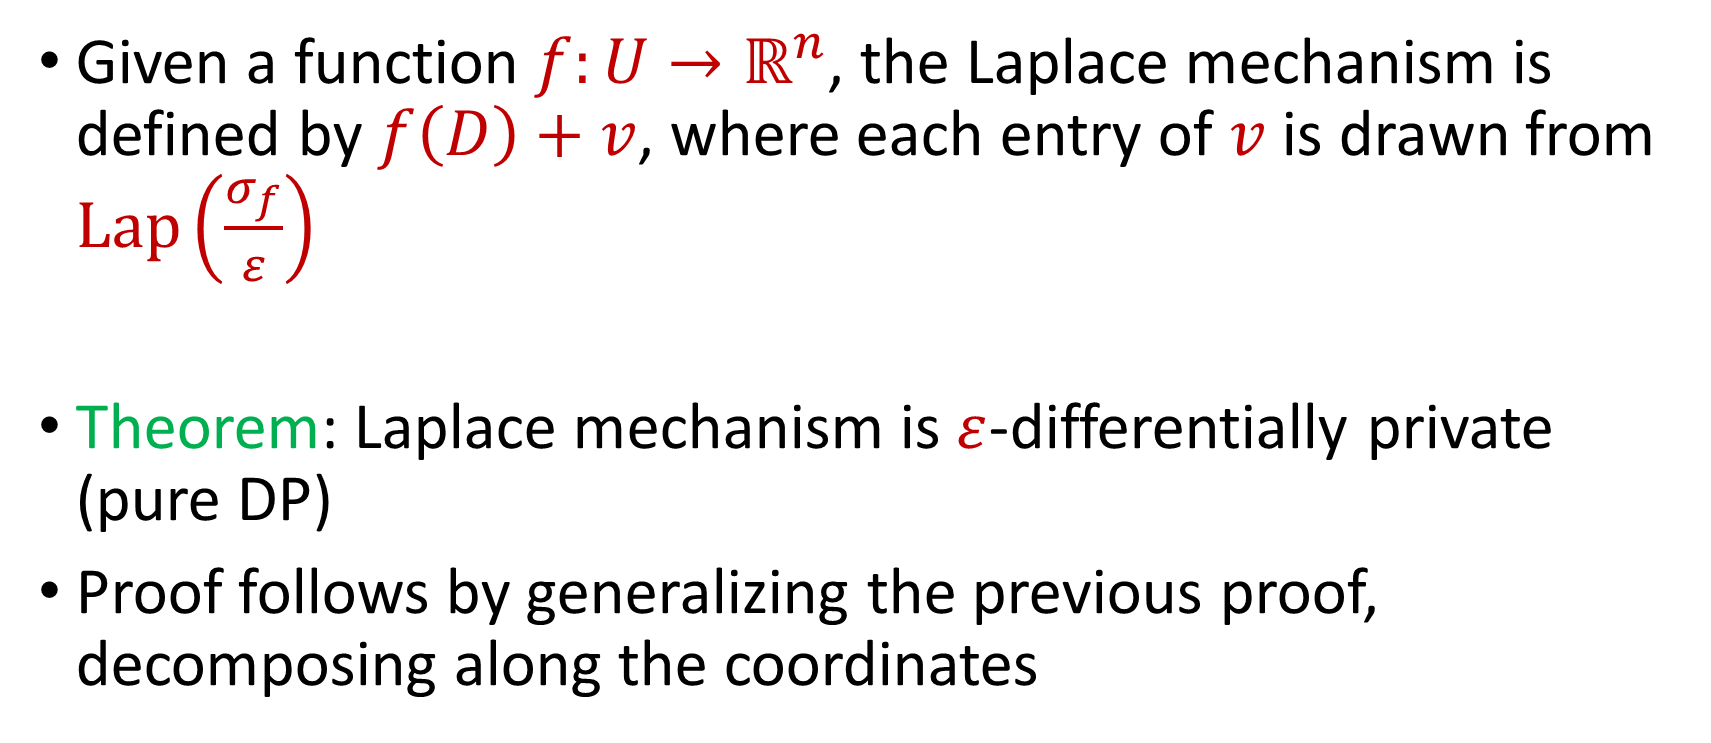 • Given a function f: U → ℝⁿ, the Laplace mechanism is
defined by f(D) + v, where each entry of v is drawn from
Lap(σ_f/ε)
• Theorem: Laplace mechanism is ε-differentially private
(pure DP)
• Proof follows by generalizing the previous proof,
decomposing along the coordinates